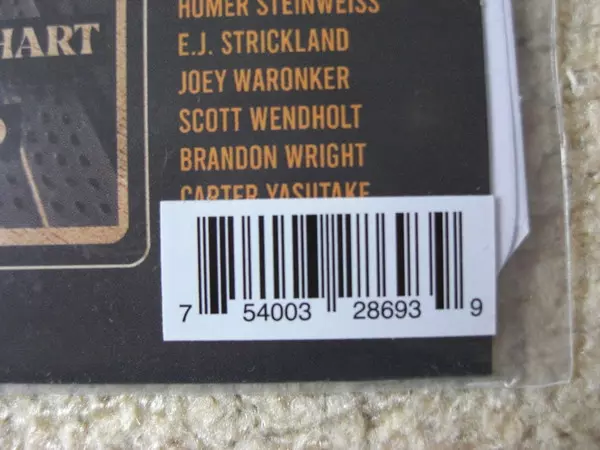 HOMER STEINWEISS
HART
E.J. STRICKLAND
JOEY WARONKER
SCOTT WENDHOLT
BRANDON WRIGHT
CARTER YASUTAKE
7 54003 28693 9